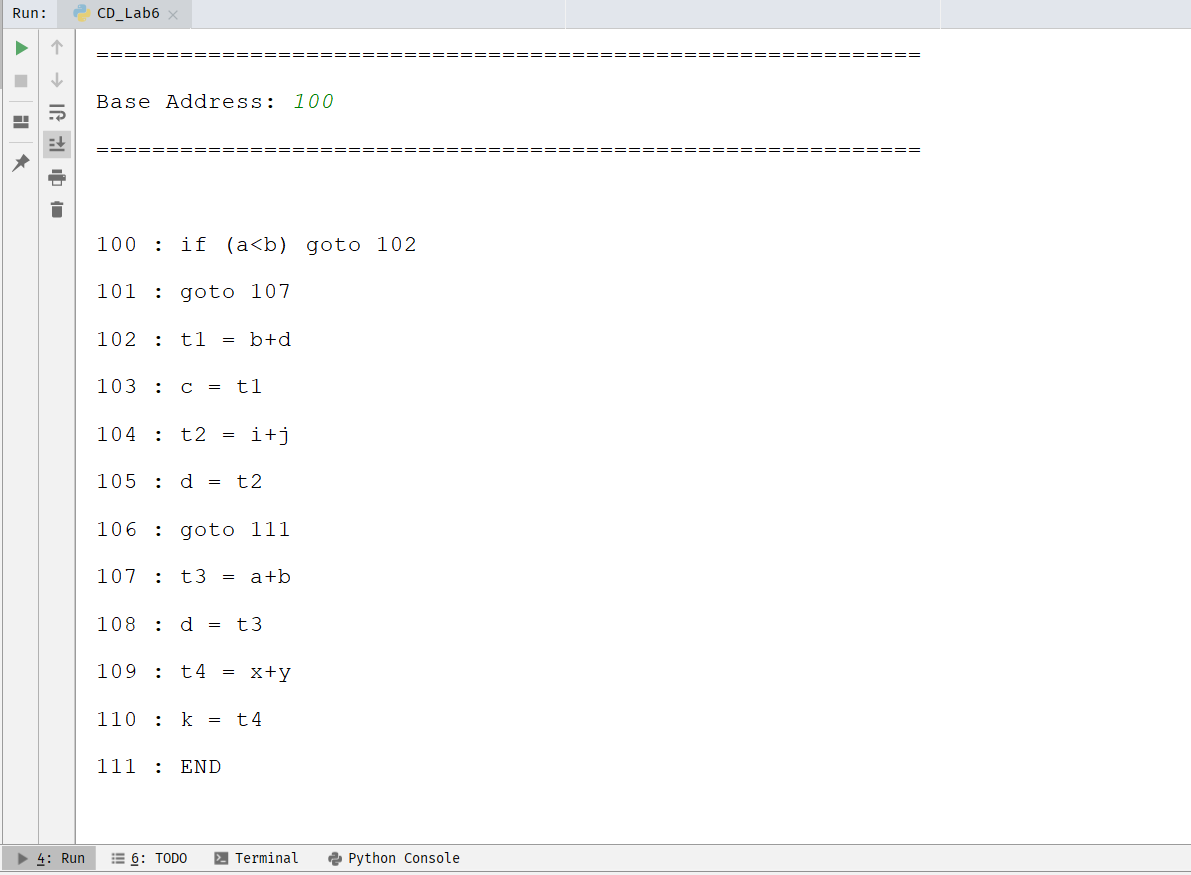 Run: CD_Lab6
===========================================================
Base Address: 100
===========================================================
100 : if (a<b) goto 102
101 : goto 107
102 : t1 = b+d
103 : c = t1
104 : t2 = i+j
105 : d = t2
106 : goto 111
107 : t3 = a+b
108 : d = t3
109 : t4 = x+y
110 : k = t4
111 : END
4: Run 6: TODO Terminal Python Console